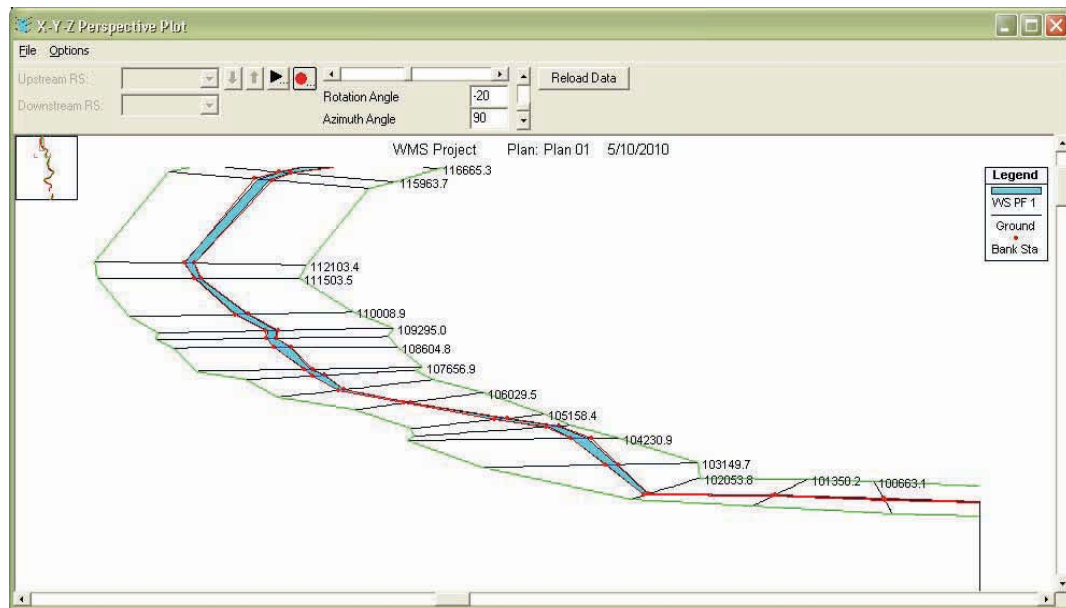 X-Y-Z Perspective Plot
File Options
Upstream RS:
Downstream RS:
Rotation Angle -20
Azimuth Angle 90
Reload Data
WMS Project Plan: Plan 01 5/10/2010
Legend
WS PF 1
Ground
Bank Sta
116665.3
115963.7
112103.4
111503.5
110008.9
109295.0
108604.8
107656.9
106029.5
105158.4
104230.9
103149.7
102053.8 101350.2 100663.1